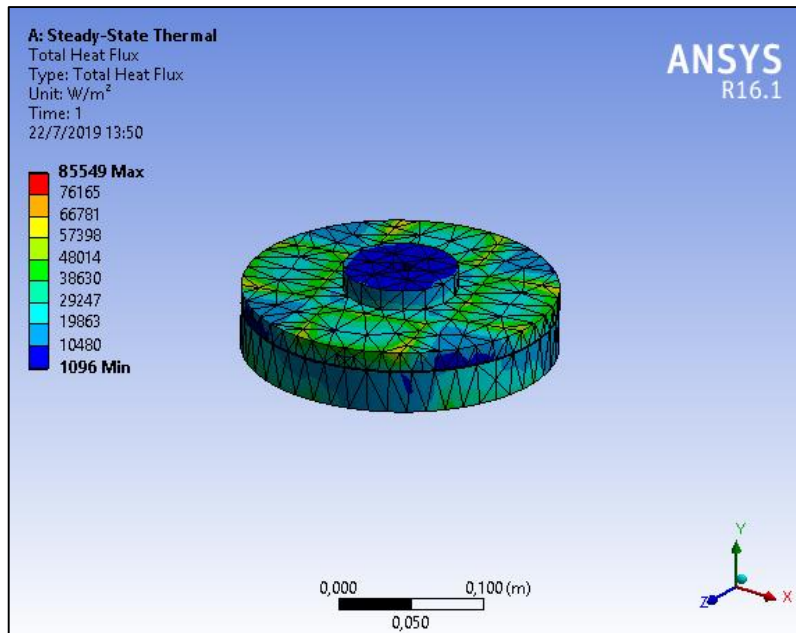 A: Steady-State Thermal
Total Heat Flux
Type: Total Heat Flux
Unit: W/m²
Time: 1
22/7/2019 13:50
ANSYS
R16.1
85549 Max
76165
66781
57398
48014
38630
29247
19863
10480
1096 Min
0,000 0,100 (m)
0,050
Y
Z X